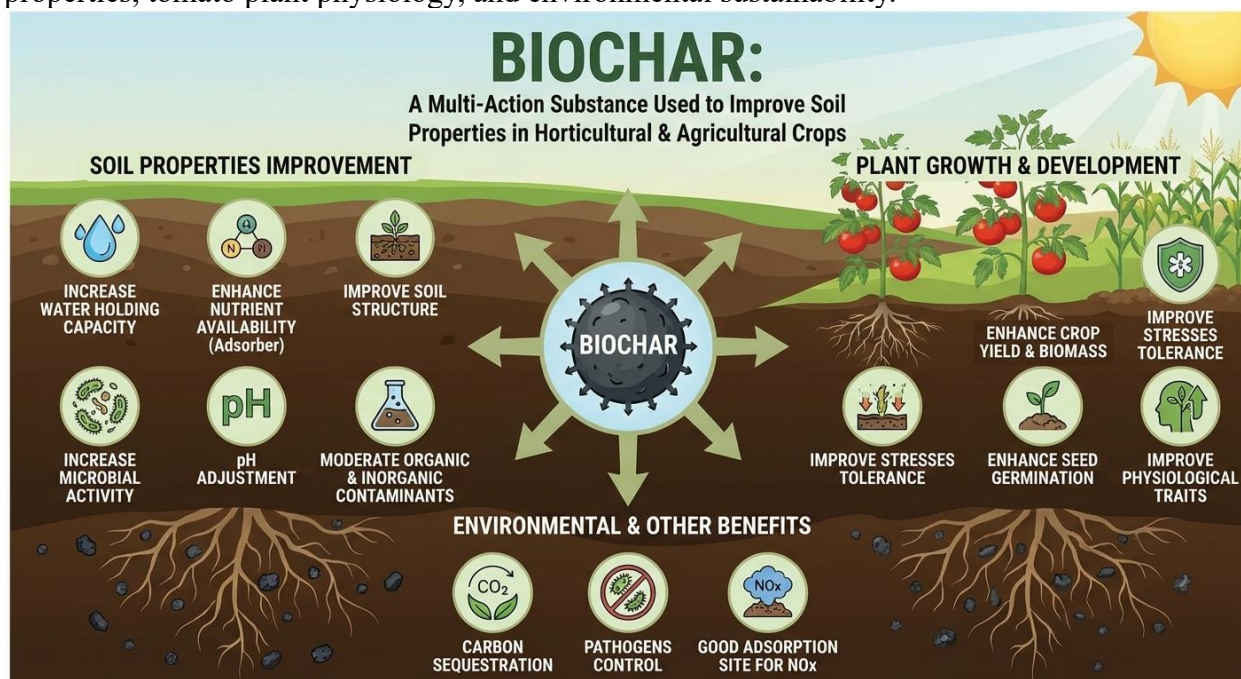 properties, tomato plant physiology, and environmental sustainability.
BIOCHAR:
A Multi-Action Substance Used to Improve Soil
Properties in Horticultural & Agricultural Crops
SOIL PROPERTIES IMPROVEMENT
INCREASE
WATER HOLDING
CAPACITY
N
ENHANCE
NUTRIENT
AVAILABILITY
(Adsorber)
IMPROVE SOIL
STRUCTURE
INCREASE
MICROBIAL
ACTIVITY
pH
pH
ADJUSTMENT
MODERATE ORGANIC
& INORGANIC
CONTAMINANTS
BIOCHAR
PLANT GROWTH & DEVELOPMENT
ENHANCE CROP
YIELD & BIOMASS
IMPROVE
STRESSES
TOLERANCE
IMPROVE STRESSES
TOLERANCE
ENHANCE SEED
GERMINATION
IMPROVE
PHYSIOLOGICAL
TRAITS
ENVIRONMENTAL & OTHER BENEFITS
CO₂
CARBON
SEQUESTRATION
PATHOGENS
CONTROL
NOx
GOOD ADSORPTION
SITE FOR NOx